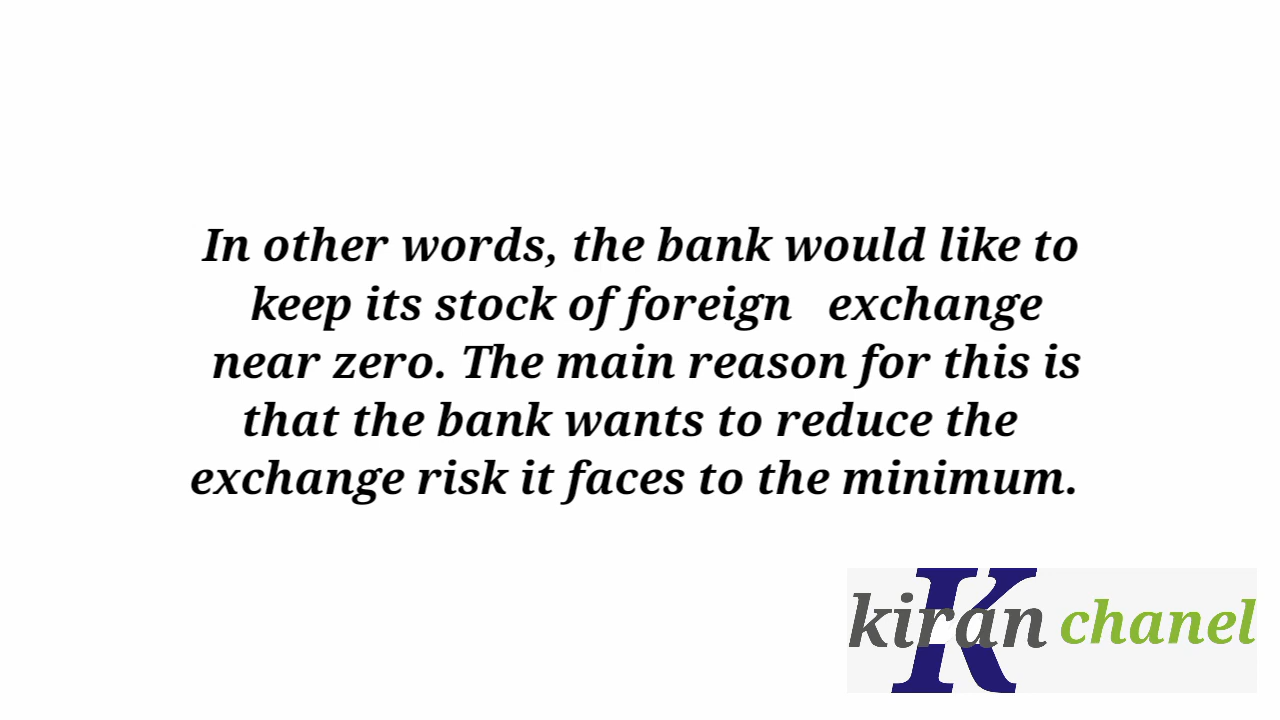 In other words, the bank would like to
keep its stock of foreign exchange
near zero. The main reason for this is
that the bank wants to reduce the
exchange risk it faces to the minimum.
K
kiran chanel